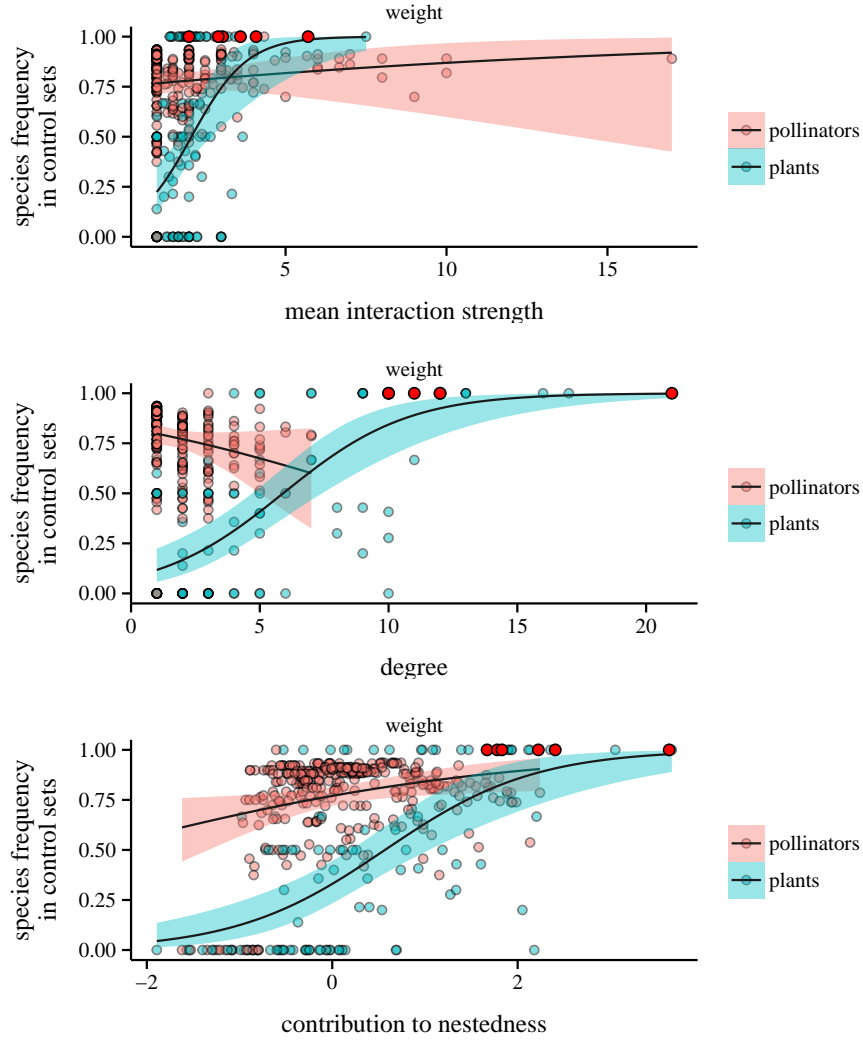 weight
species frequency
in control sets
1.00
0.75
0.50
0.25
0.00
5
10
15
mean interaction strength
pollinators
plants
weight
species frequency
in control sets
1.00
0.75
0.50
0.25
0.00
0
5
10
15
20
degree
pollinators
plants
weight
species frequency
in control sets
1.00
0.75
0.50
0.25
0.00
−2
0
2
contribution to nestedness
pollinators
plants